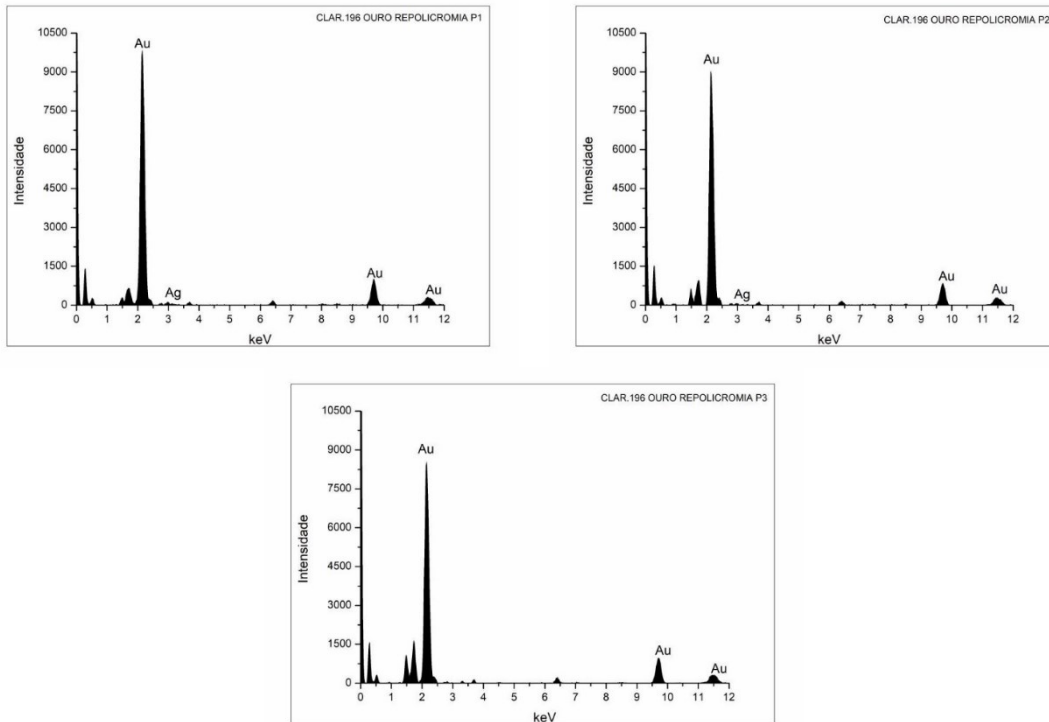 CLAR.196 OURO REPOLICROMIA P1
10500
9000
7500
6000
4500
3000
1500
0
Intensidade
Au
Ag
Au
Au
0 1 2 3 4 5 6 7 8 9 10 11 12
keV
CLAR.196 OURO REPOLICROMIA P2
10500
9000
7500
6000
4500
3000
1500
0
Intensidade
Au
Ag
Au
Au
0 1 2 3 4 5 6 7 8 9 10 11 12
keV
CLAR.196 OURO REPOLICROMIA P3
10500
9000
7500
6000
4500
3000
1500
0
Intensidade
Au
Au
Au
0 1 2 3 4 5 6 7 8 9 10 11 12
keV